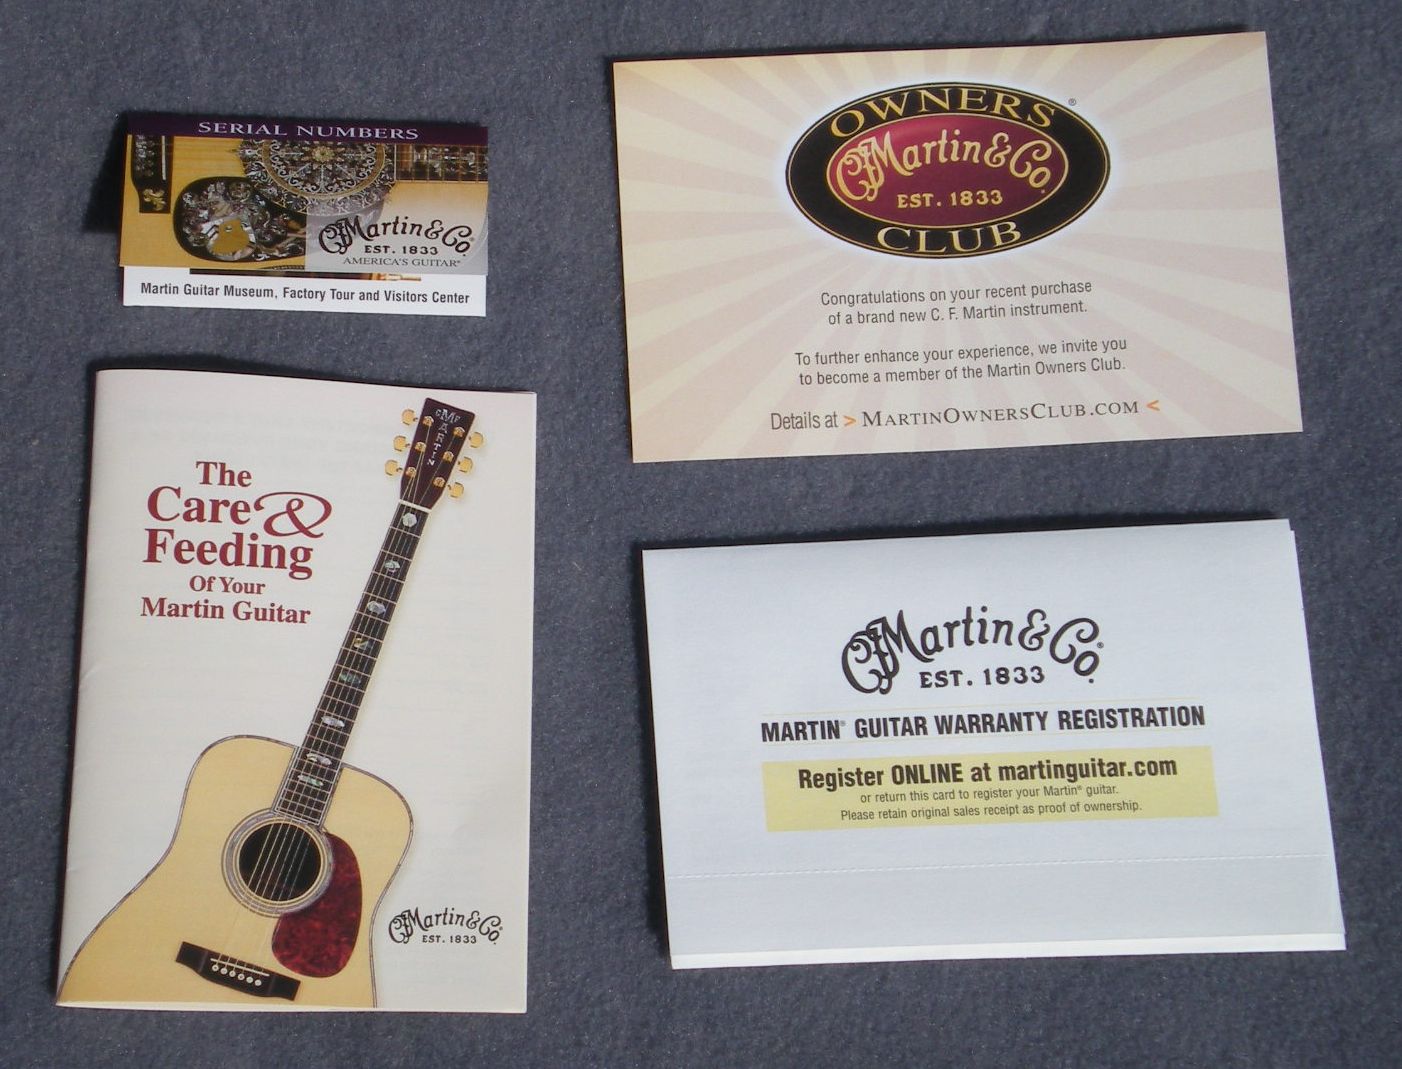 SERIAL NUMBERS
CFMartin & Co.
EST. 1833
AMERICA'S GUITAR®
Martin Guitar Museum, Factory Tour and Visitors Center
OWNERS ®
CFMartin & Co.®
EST. 1833
CLUB
Congratulations on your recent purchase
of a brand new C. F. Martin instrument.
To further enhance your experience, we invite you
to become a member of the Martin Owners Club.
Details at > MARTINOWNERSCLUB.COM <
The
Care &
Feeding
Of Your
Martin Guitar
CMF MARTIN
CFMartin & Co.®
EST. 1833
CFMartin & Co.®
EST. 1833
MARTIN® GUITAR WARRANTY REGISTRATION
Register ONLINE at martinguitar.com
or return this card to register your Martin® guitar.
Please retain original sales receipt as proof of ownership.